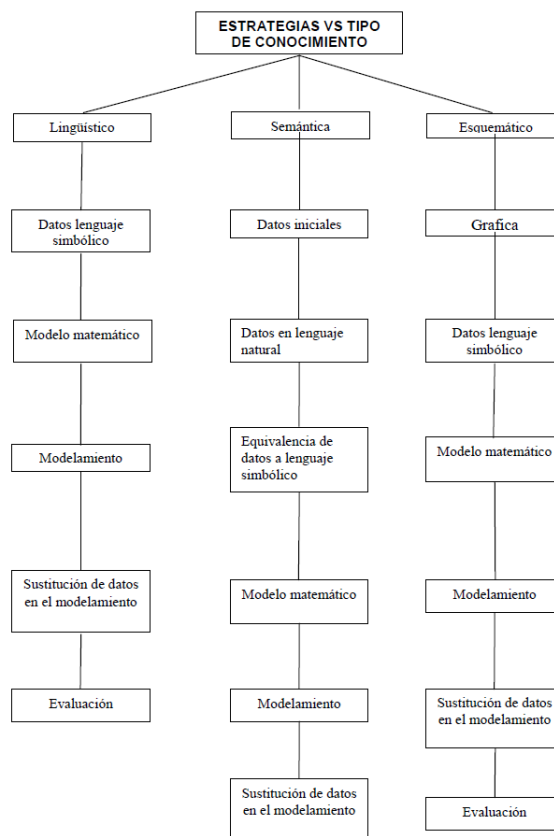 ESTRATEGIAS VS TIPO
DE CONOCIMIENTO
Lingüístico
Semántica
Esquemático
Datos lenguaje
simbólico
Datos iniciales
Grafica
Modelo matemático
Datos en lenguaje
natural
Datos lenguaje
simbólico
Modelamiento
Equivalencia de
datos a lenguaje
simbólico
Modelo matemático
Sustitución de datos
en el modelamiento
Modelo matemático
Modelamiento
Evaluación
Modelamiento
Sustitución de datos
en el modelamiento
Sustitución de datos
en el modelamiento
Evaluación